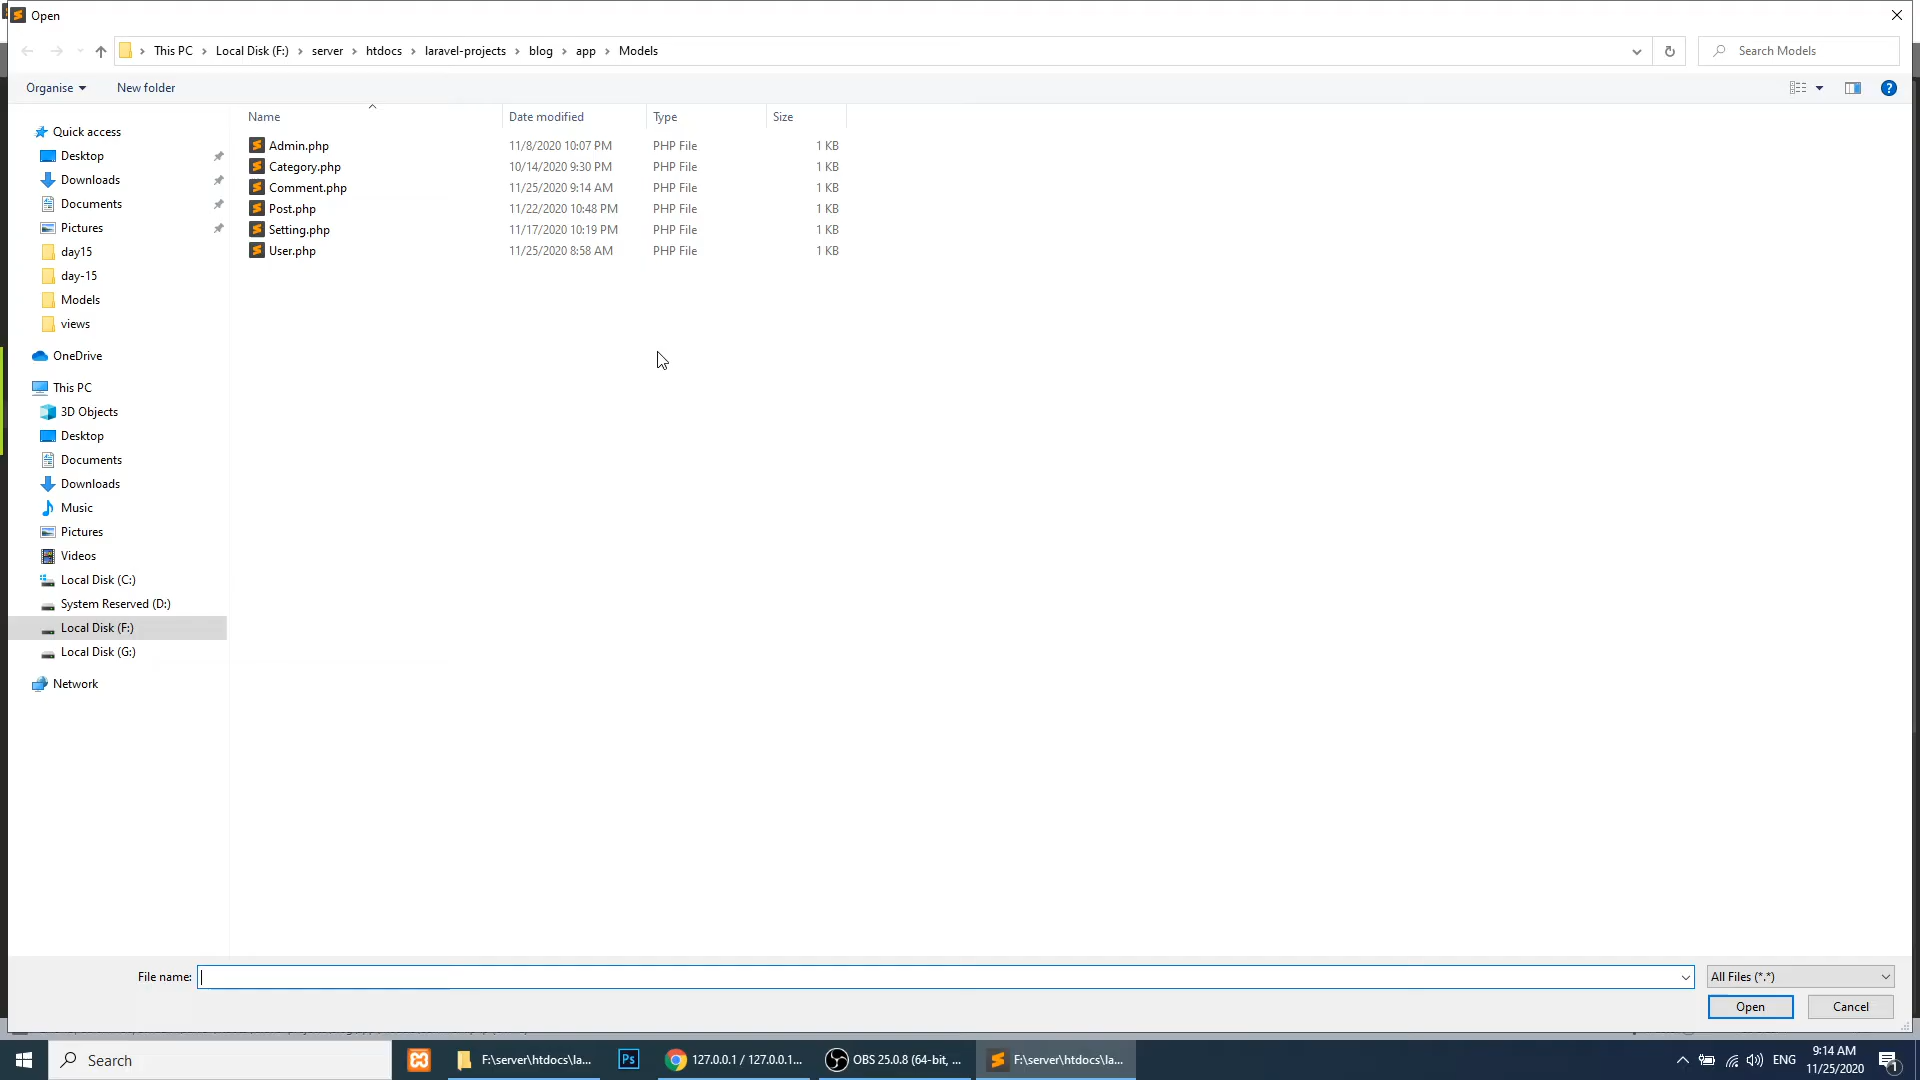 Open
This PC
Local Disk (F:)
server
htdocs
laravel-projects
blog
app
Models
Search Models
Organise
New folder
Name
Date modified
Type
Size
Admin.php 11/8/2020 10:07 PM PHP File 1 KB
Category.php 10/14/2020 9:30 PM PHP File 1 KB
Comment.php 11/25/2020 9:14 AM PHP File 1 KB
Post.php 11/22/2020 10:48 PM PHP File 1 KB
Setting.php 11/17/2020 10:19 PM PHP File 1 KB
User.php 11/25/2020 8:58 AM PHP File 1 KB
Quick access
Desktop
Downloads
Documents
Pictures
day15
day-15
Models
views
OneDrive
This PC
3D Objects
Desktop
Documents
Downloads
Music
Pictures
Videos
Local Disk (C:)
System Reserved (D:)
Local Disk (F:)
Local Disk (G:)
Network
File name:
All Files (*.*)
Open
Cancel
Search
Ps
F:\server\htdocs\la...
127.0.0.1 / 127.0.0.1...
OBS 25.0.8 (64-bit, ...
F:\server\htdocs\la...
ENG
9:14 AM
11/25/2020
1